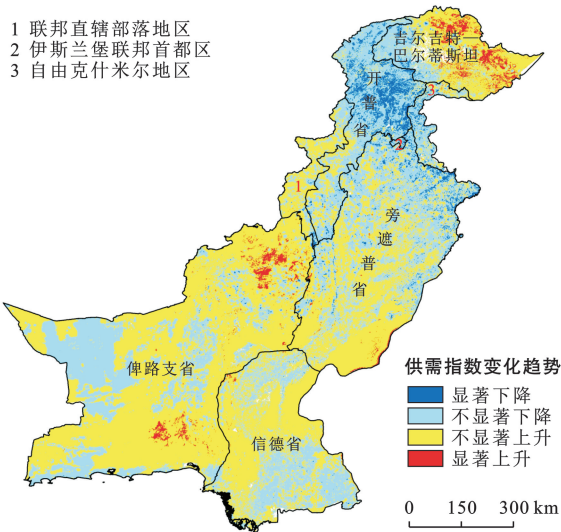 1 联邦直辖部落地区
2 伊斯兰堡联邦首都区
3 自由克什米尔地区
吉尔吉特—
巴尔蒂斯坦
开普省
3
2
1
旁遮普省
俾路支省
信德省
供需指数变化趋势
显著下降
不显著下降
不显著上升
显著上升
0 150 300 km